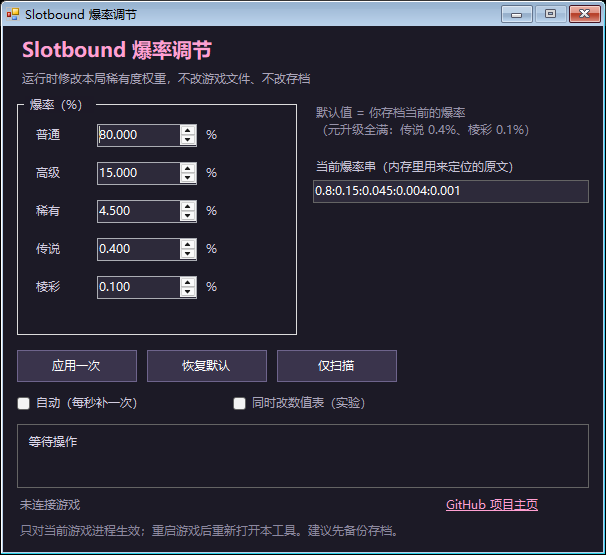 Slotbound 爆率调节
Slotbound 爆率调节
运行时修改本局稀有度权重，不改游戏文件、不改存档
爆率（%）
普通 80.000 %
高级 15.000 %
稀有 4.500 %
传说 0.400 %
棱彩 0.100 %
默认值 = 你存档当前的爆率
（元升级全满：传说 0.4%、棱彩 0.1%）
当前爆率串（内存里用来定位的原文）
0.8:0.15:0.045:0.004:0.001
应用一次 恢复默认 仅扫描
自动（每秒补一次） 同时改数值表（实验）
等待操作
未连接游戏 GitHub 项目主页
只对当前游戏进程生效；重启游戏后重新打开本工具。建议先备份存档。